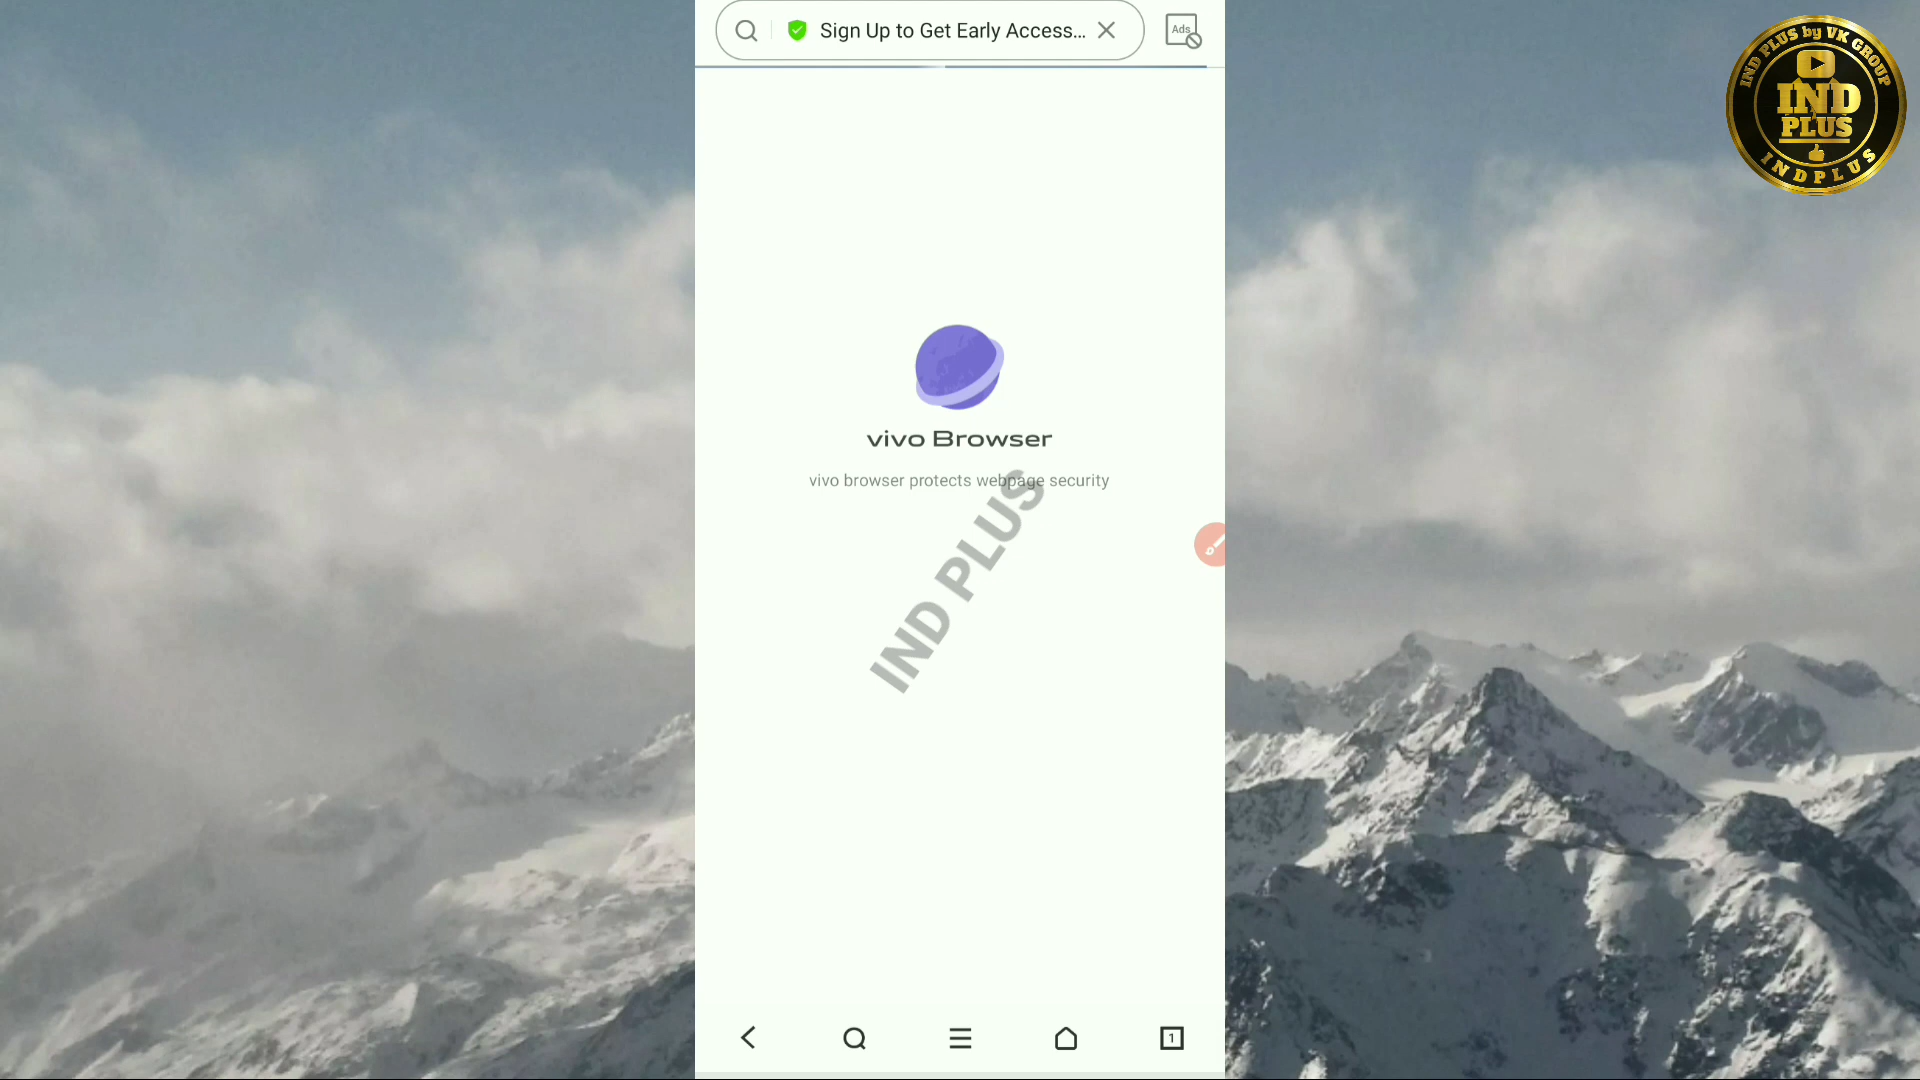 Sign Up to Get Early Access...
Ads
IND PLUS by VK GROUP
IND
PLUS
INDPLUS
vivo Browser
vivo browser protects webpage security
IND PLUS
1